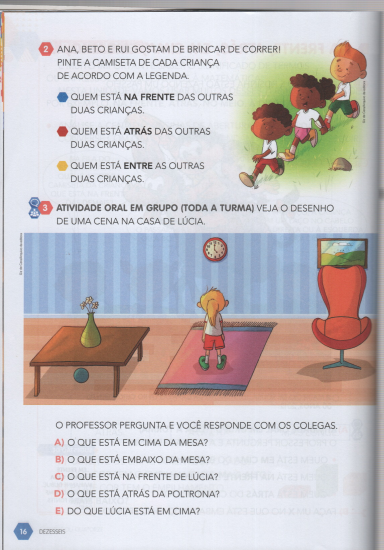 2 ANA, BETO E RUI GOSTAM DE BRINCAR DE CORRER!
PINTE A CAMISETA DE CADA CRIANÇA
DE ACORDO COM A LEGENDA.
QUEM ESTÁ NA FRENTE DAS OUTRAS
DUAS CRIANÇAS.
QUEM ESTÁ ATRÁS DAS OUTRAS
DUAS CRIANÇAS.
QUEM ESTÁ ENTRE AS OUTRAS
DUAS CRIANÇAS.
3 ATIVIDADE ORAL EM GRUPO (TODA A TURMA) VEJA O DESENHO
DE UMA CENA NA CASA DE LÚCIA.
O PROFESSOR PERGUNTA E VOCÊ RESPONDE COM OS COLEGAS.
A) O QUE ESTÁ EM CIMA DA MESA?
B) O QUE ESTÁ EMBAIXO DA MESA?
C) O QUE ESTÁ NA FRENTE DE LÚCIA?
D) O QUE ESTÁ ATRÁS DA POLTRONA?
E) DO QUE LÚCIA ESTÁ EM CIMA?
16 DEZESSEIS